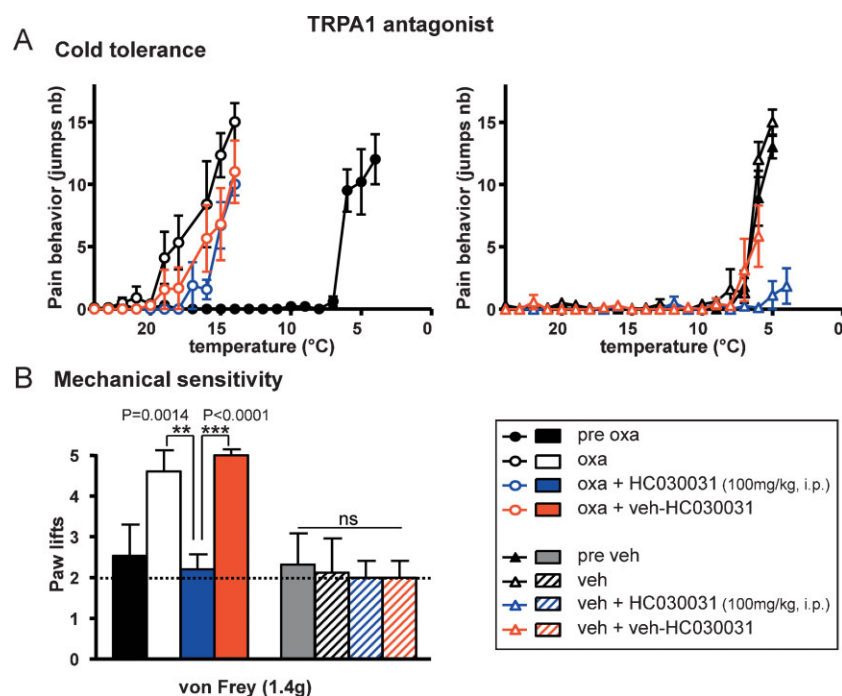 TRPA1 antagonist
A Cold tolerance
Pain behavior (jumps nb)
15
10
5
0
20 15 10 5 0
temperature (°C)
Pain behavior (jumps nb)
15
10
5
0
20 15 10 5 0
temperature (°C)
B Mechanical sensitivity
P=0.0014 P<0.0001
** ***
ns
Paw lifts
5
4
3
2
1
0
von Frey (1.4g)
pre oxa
oxa
oxa + HC030031 (100mg/kg, i.p.)
oxa + veh-HC030031
pre veh
veh
veh + HC030031 (100mg/kg, i.p.)
veh + veh-HC030031